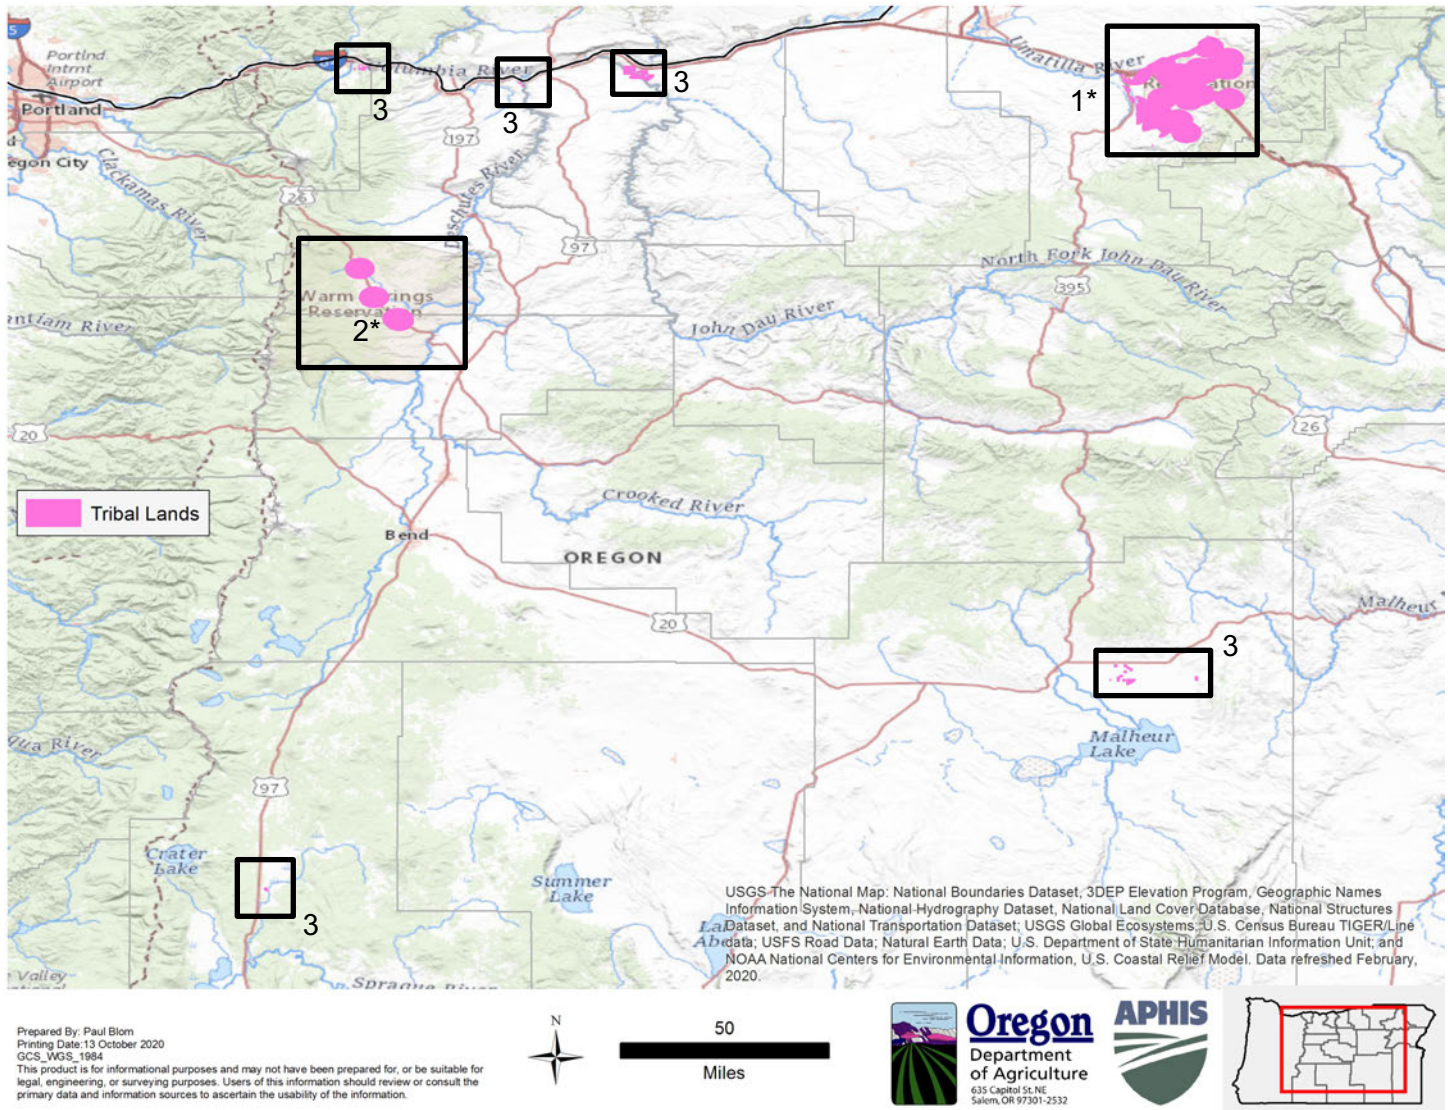 5
Portlnd
Intrnt
Airport
Portland
egon City
Clackamas River
Columbia River
3
3
3
Umatilla River
1*
197
26
Deschutes River
97
North Fork John Day River
395
Warm Springs
Reservation
2*
antiam River
John Day River
20
26
Tribal Lands
Crooked River
Bend
OREGON
20
Malheur
3
Malheur
Lake
qua River
97
Crater
Lake
3
Summer
Lake
USGS The National Map: National Boundaries Dataset, 3DEP Elevation Program, Geographic Names
Information System, National Hydrography Dataset, National Land Cover Database, National Structures
Dataset, and National Transportation Dataset; USGS Global Ecosystems; U.S. Census Bureau TIGER/Line
data; USFS Road Data; Natural Earth Data; U.S. Department of State Humanitarian Information Unit; and
NOAA National Centers for Environmental Information, U.S. Coastal Relief Model. Data refreshed February,
2020.
Valley
Sprague River
Prepared By: Paul Blom
Printing Date:13 October 2020
GCS_WGS_1984
This product is for informational purposes and may not have been prepared for, or be suitable for
legal, engineering, or surveying purposes. Users of this information should review or consult the
primary data and information sources to ascertain the usability of the information.
N
50
Miles
Oregon
Department
of Agriculture
635 Capitol St. NE
Salem, OR 97301-2532
APHIS